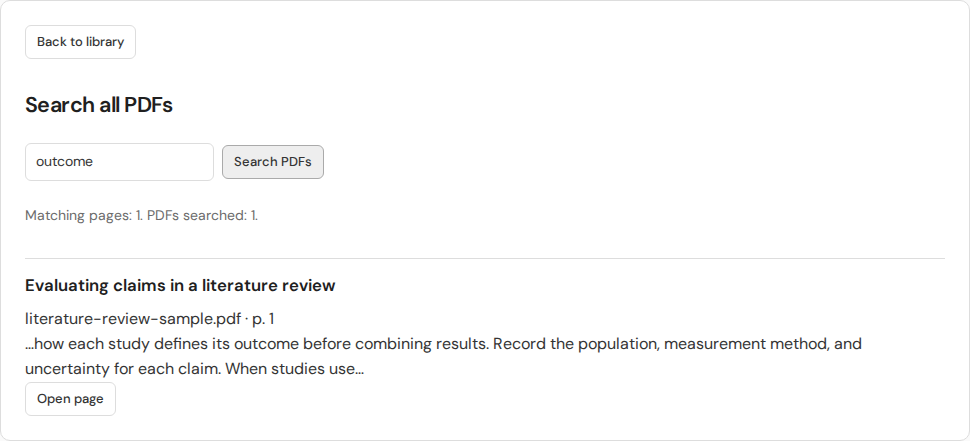 Back to library
Search all PDFs
outcome
Search PDFs
Matching pages: 1. PDFs searched: 1.
Evaluating claims in a literature review
literature-review-sample.pdf · p. 1
…how each study defines its outcome before combining results. Record the population, measurement method, and
uncertainty for each claim. When studies use…
Open page